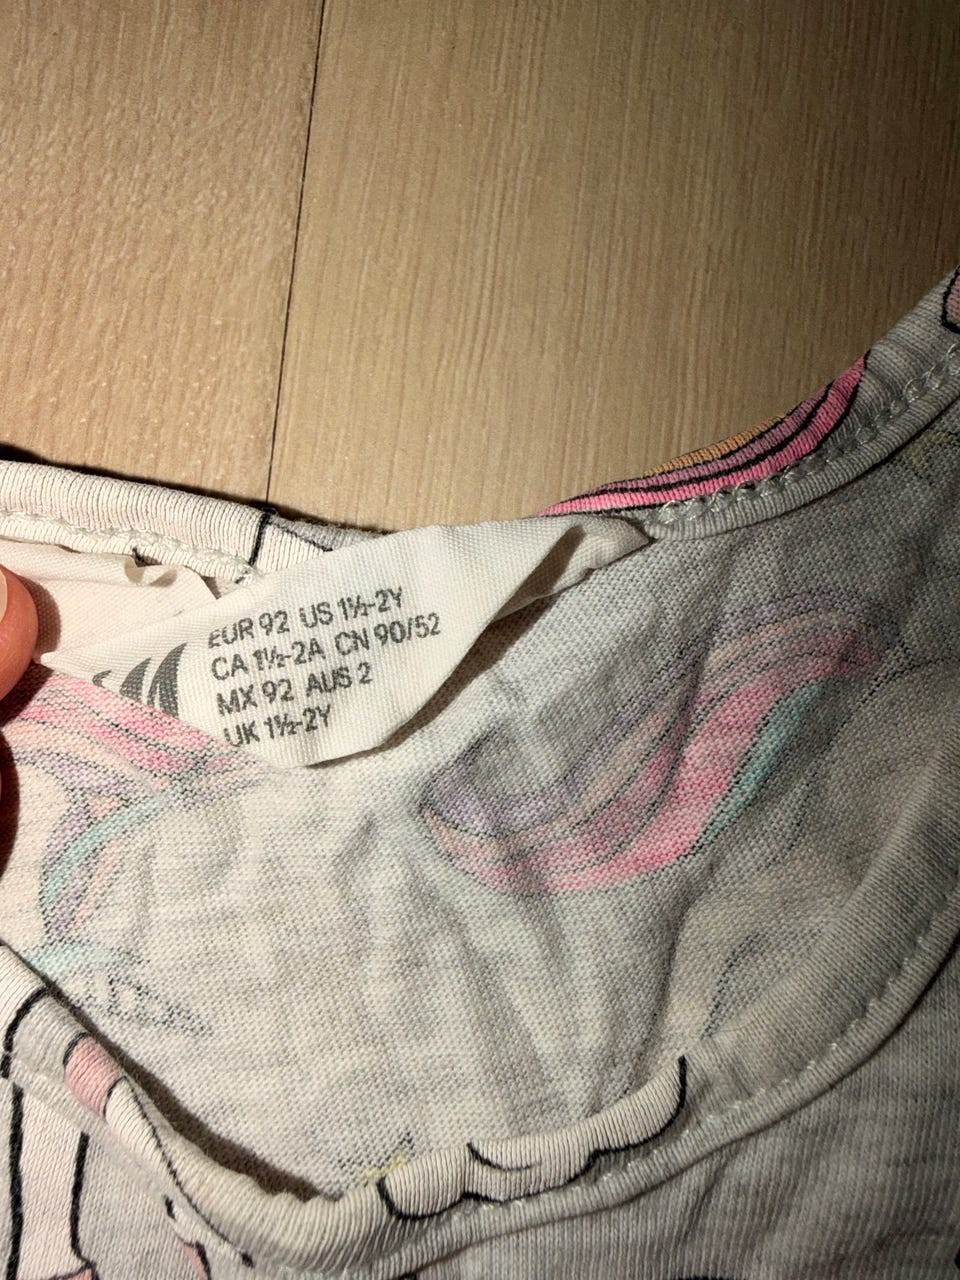 EUR 92 US 1½-2Y
CA 1½-2A CN 90/52
MX 92 AUS 2
UK 1½-2Y